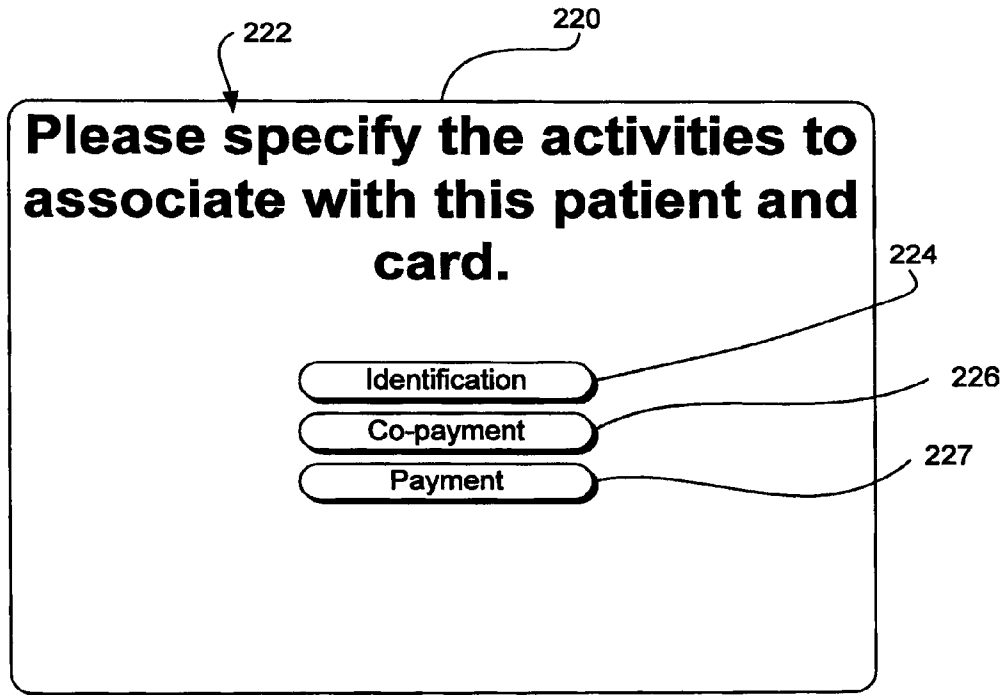 222
220
Please specify the activities to
associate with this patient and
card.
224
Identification
226
Co-payment
227
Payment